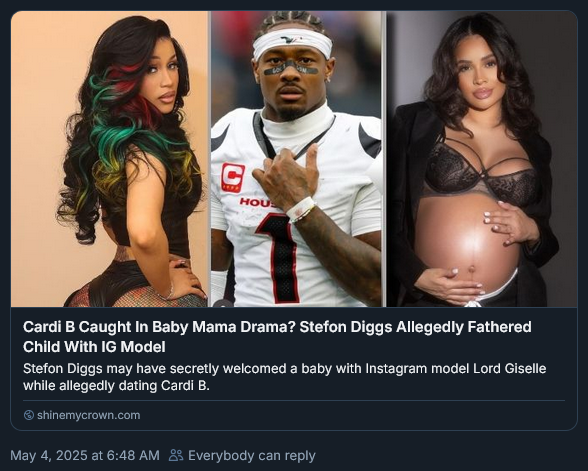 HOUS
1
Cardi B Caught In Baby Mama Drama? Stefon Diggs Allegedly Fathered
Child With IG Model
Stefon Diggs may have secretly welcomed a baby with Instagram model Lord Giselle
while allegedly dating Cardi B.
shinemycrown.com
May 4, 2025 at 6:48 AM Everybody can reply